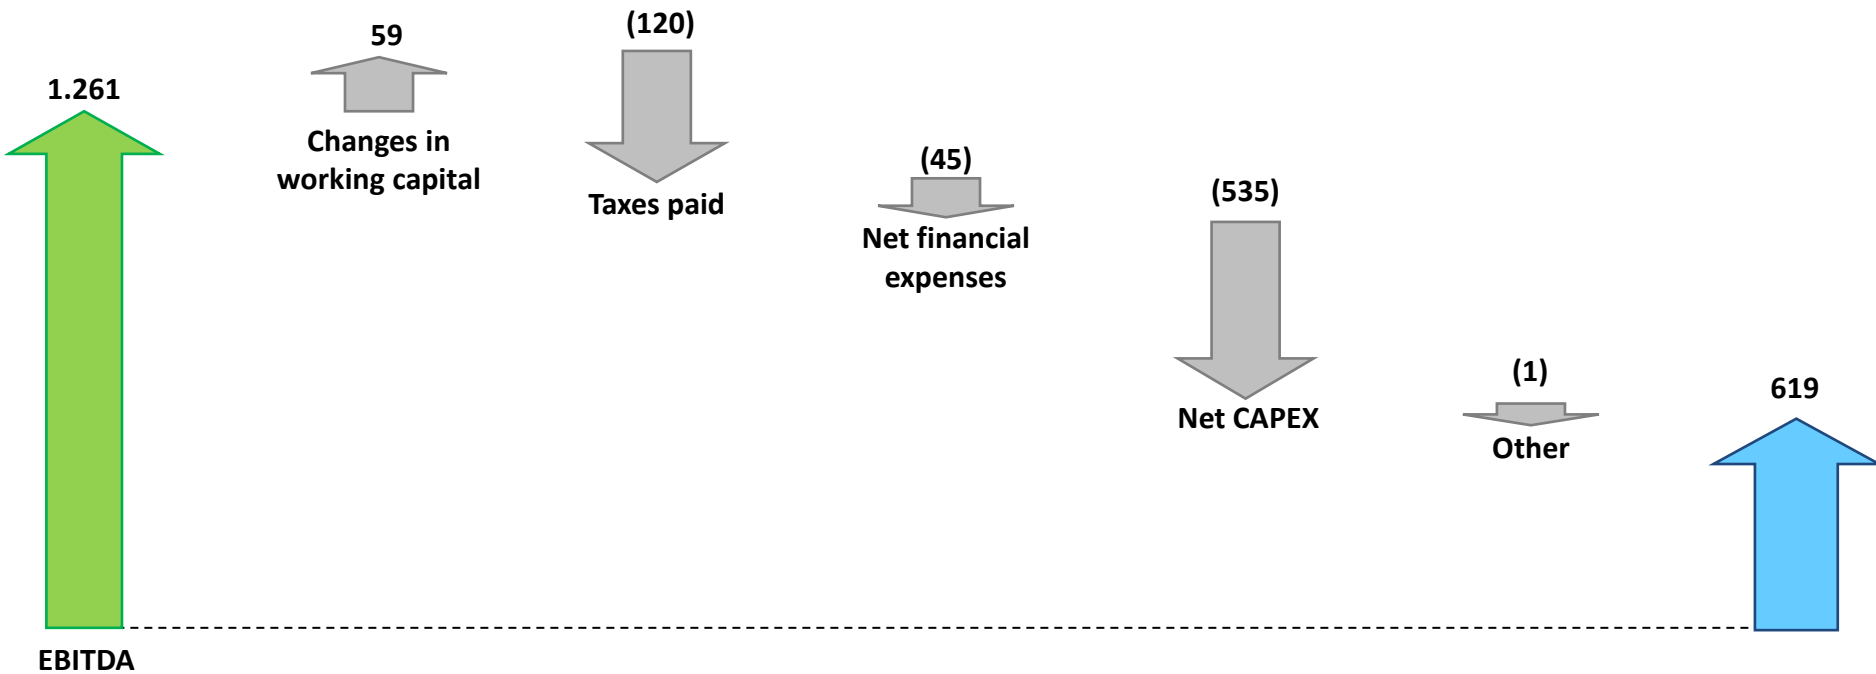 1.261
EBITDA
59
Changes in
working capital
(120)
Taxes paid
(45)
Net financial
expenses
(535)
Net CAPEX
(1)
Other
619